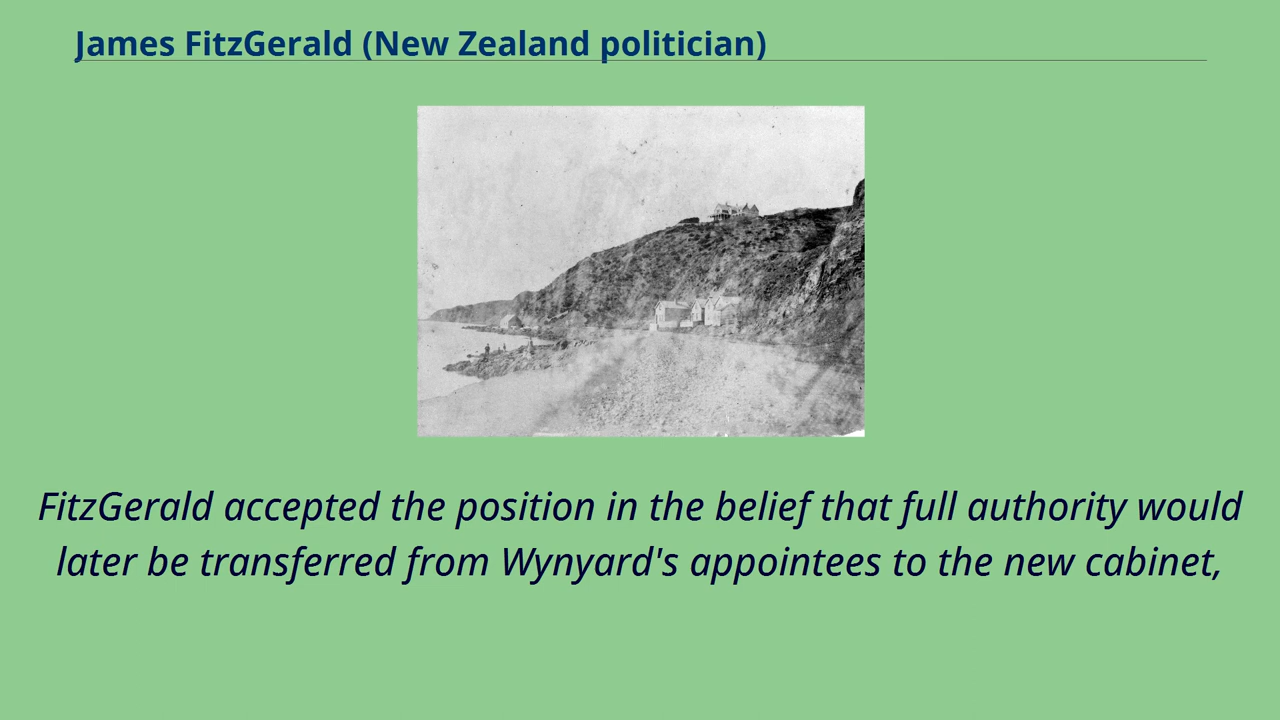 James FitzGerald (New Zealand politician)
FitzGerald accepted the position in the belief that full authority would
later be transferred from Wynyard's appointees to the new cabinet,